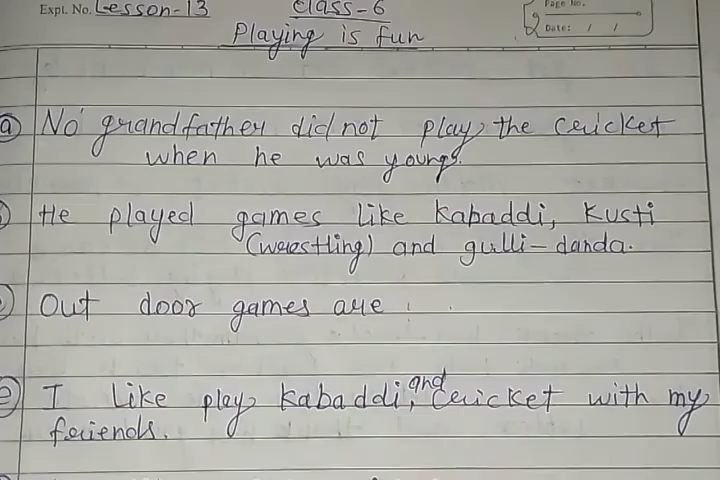 Expt. No. Lesson-13 Class-6 Page No.
Playing is fun Date: / /
(a) No grandfather did not play the cricket
when he was young.
He played games like Kabaddi, Kusti
(wrestling) and gulli-danda.
Out door games are
(e) I like play kabaddi, and cricket with my
friends.